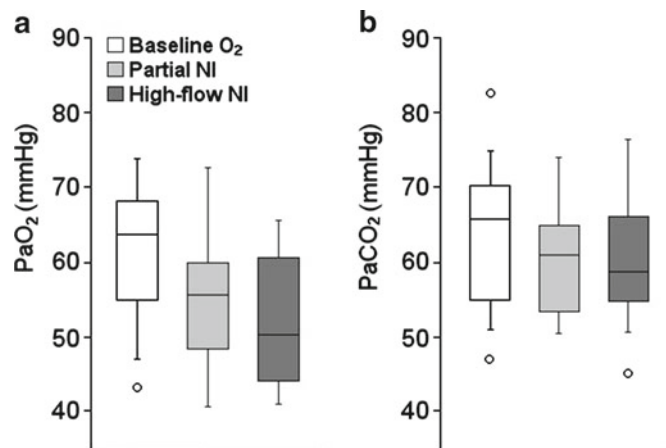 a
90
80
70
60
50
40
PaO₂ (mmHg)
Baseline O₂
Partial NI
High-flow NI
b
90
80
70
60
50
40
PaCO₂ (mmHg)